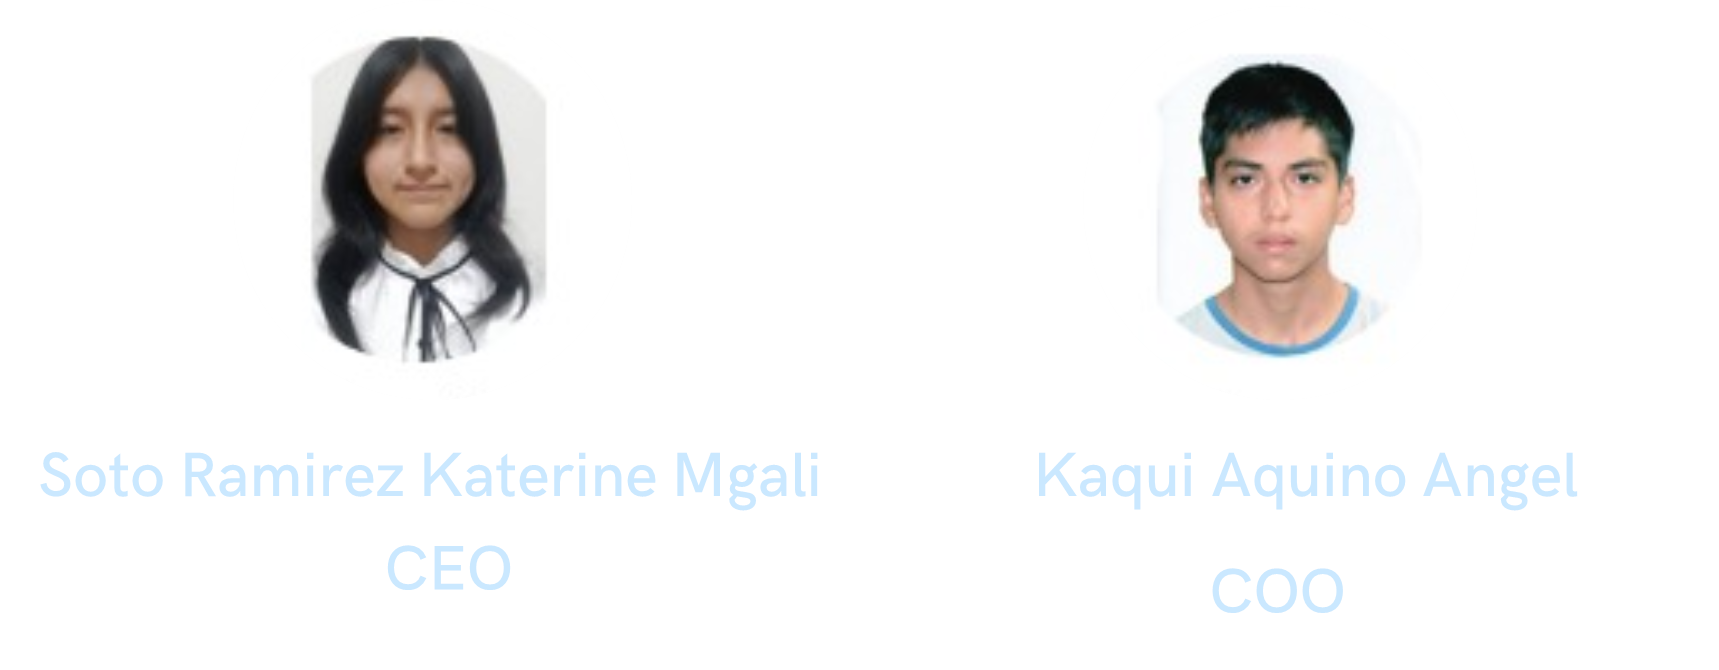 Soto Ramirez Katerine Mgali
CEO
Kaqui Aquino Angel
COO